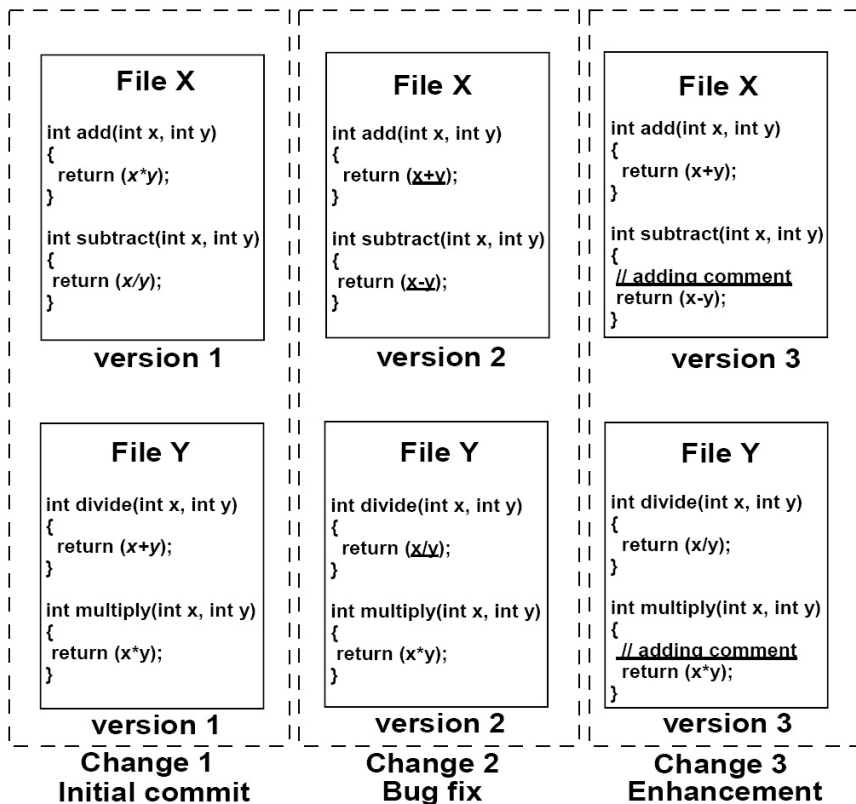 File X
int add(int x, int y)
{
return (x*y);
}
int subtract(int x, int y)
{
return (x/y);
}
version 1
File Y
int divide(int x, int y)
{
return (x+y);
}
int multiply(int x, int y)
{
return (x*y);
}
version 1
Change 1
Initial commit
File X
int add(int x, int y)
{
return (x+y);
}
int subtract(int x, int y)
{
return (x-y);
}
version 2
File Y
int divide(int x, int y)
{
return (x/y);
}
int multiply(int x, int y)
{
return (x*y);
}
version 2
Change 2
Bug fix
File X
int add(int x, int y)
{
return (x+y);
}
int subtract(int x, int y)
{
// adding comment
return (x-y);
}
version 3
File Y
int divide(int x, int y)
{
return (x/y);
}
int multiply(int x, int y)
{
// adding comment
return (x*y);
}
version 3
Change 3
Enhancement